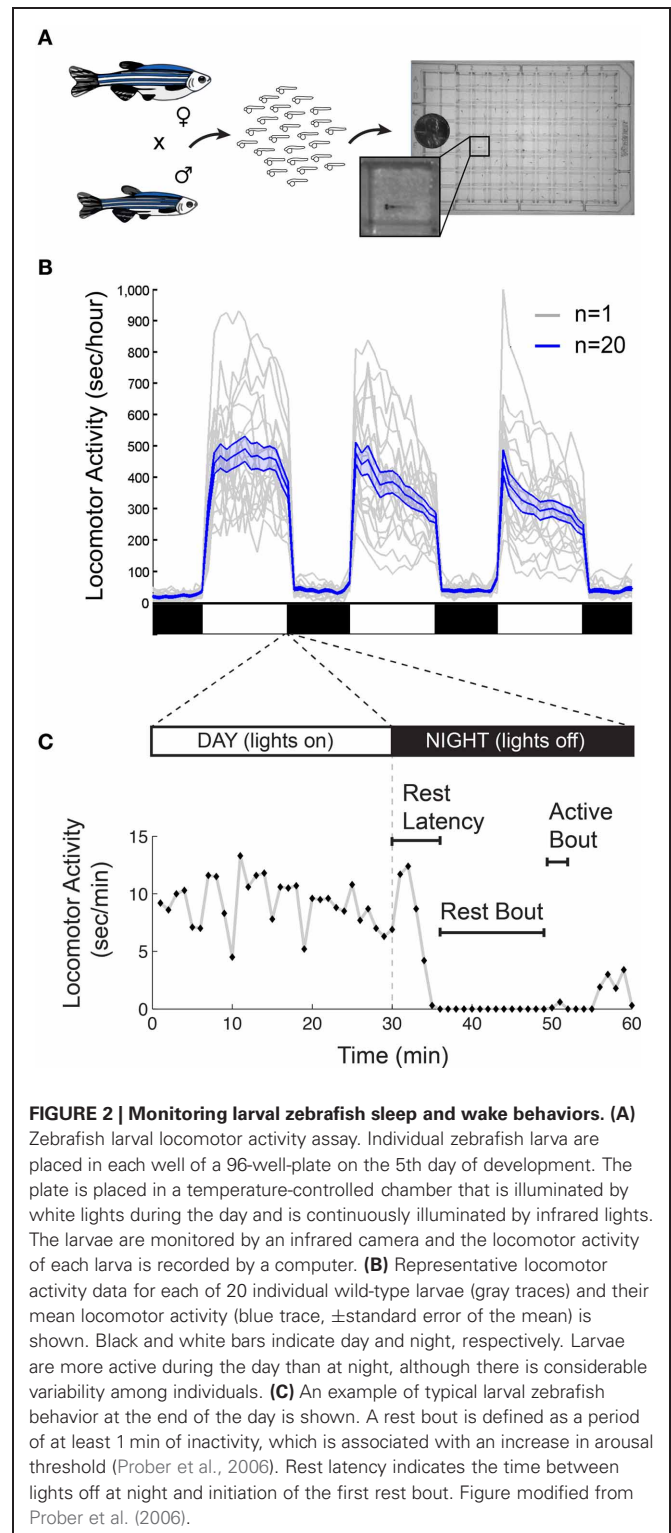 A
♀
x
♂
B
Locomotor Activity (sec/hour)
1,000
900
800
700
600
500
400
300
200
100
0
n=1
n=20
C
DAY (lights on)
NIGHT (lights off)
Rest
Latency
Active
Bout
Rest Bout
Locomotor Activity
(sec/min)
15
10
5
0
0 10 20 30 40 50 60
Time (min)
FIGURE 2 | Monitoring larval zebrafish sleep and wake behaviors. (A)
Zebrafish larval locomotor activity assay. Individual zebrafish larva are
placed in each well of a 96-well-plate on the 5th day of development. The
plate is placed in a temperature-controlled chamber that is illuminated by
white lights during the day and is continuously illuminated by infrared lights.
The larvae are monitored by an infrared camera and the locomotor activity
of each larva is recorded by a computer. (B) Representative locomotor
activity data for each of 20 individual wild-type larvae (gray traces) and their
mean locomotor activity (blue trace, ±standard error of the mean) is
shown. Black and white bars indicate day and night, respectively. Larvae
are more active during the day than at night, although there is considerable
variability among individuals. (C) An example of typical larval zebrafish
behavior at the end of the day is shown. A rest bout is defined as a period
of at least 1 min of inactivity, which is associated with an increase in arousal
threshold (Prober et al., 2006). Rest latency indicates the time between
lights off at night and initiation of the first rest bout. Figure modified from
Prober et al. (2006).